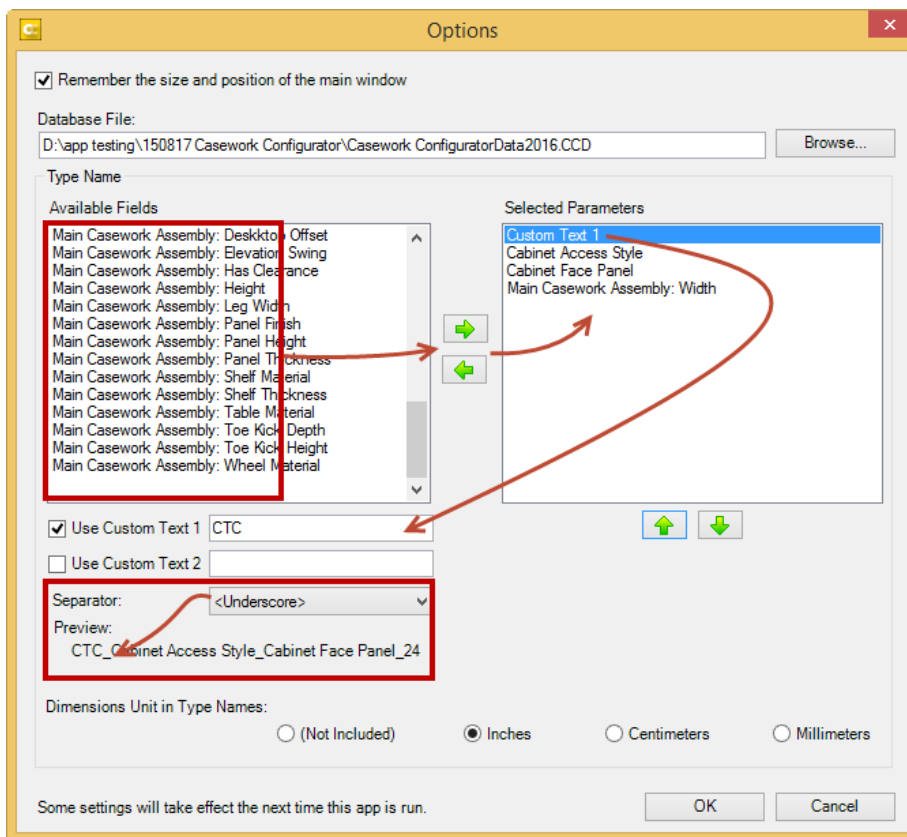 Options
Remember the size and position of the main window
Database File:
D:\app testing\150817 Casework Configurator\Casework ConfiguratorData2016.CCD
Browse...
Type Name
Available Fields
Main Casework Assembly: Deskktop Offset
Main Casework Assembly: Elevation Swing
Main Casework Assembly: Has Clearance
Main Casework Assembly: Height
Main Casework Assembly: Leg Width
Main Casework Assembly: Panel Finish
Main Casework Assembly: Panel Height
Main Casework Assembly: Panel Thickness
Main Casework Assembly: Shelf Material
Main Casework Assembly: Shelf Thickness
Main Casework Assembly: Table Material
Main Casework Assembly: Toe Kick Depth
Main Casework Assembly: Toe Kick Height
Main Casework Assembly: Wheel Material
Selected Parameters
Custom Text 1
Cabinet Access Style
Cabinet Face Panel
Main Casework Assembly: Width
Use Custom Text 1 CTC
Use Custom Text 2
Separator: <Underscore>
Preview:
CTC_Cabinet Access Style_Cabinet Face Panel_24
Dimensions Unit in Type Names:
(Not Included) Inches Centimeters Millimeters
Some settings will take effect the next time this app is run.
OK Cancel